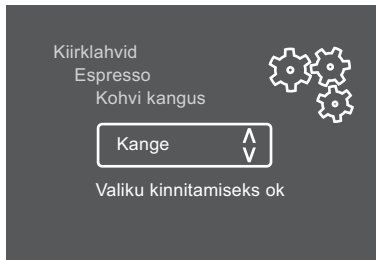 Kiirklahvid
Espresso
Kohvi kangus
Kange
Valiku kinnitamiseks ok